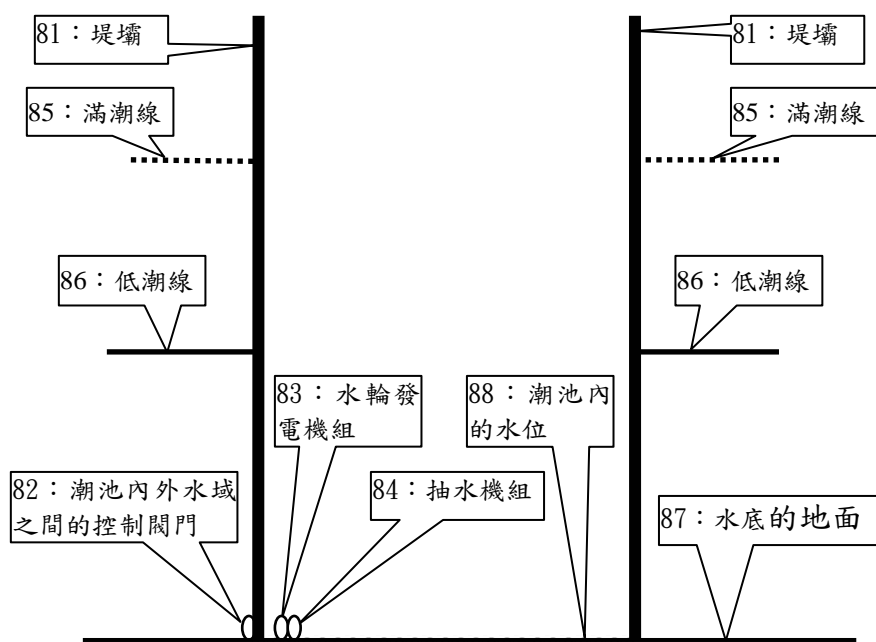 81：堤壩
81：堤壩
85：滿潮線
85：滿潮線
86：低潮線
86：低潮線
83：水輪發
電機組
88：潮池內
的水位
82：潮池內外水域
之間的控制閥門
84：抽水機組
87：水底的地面